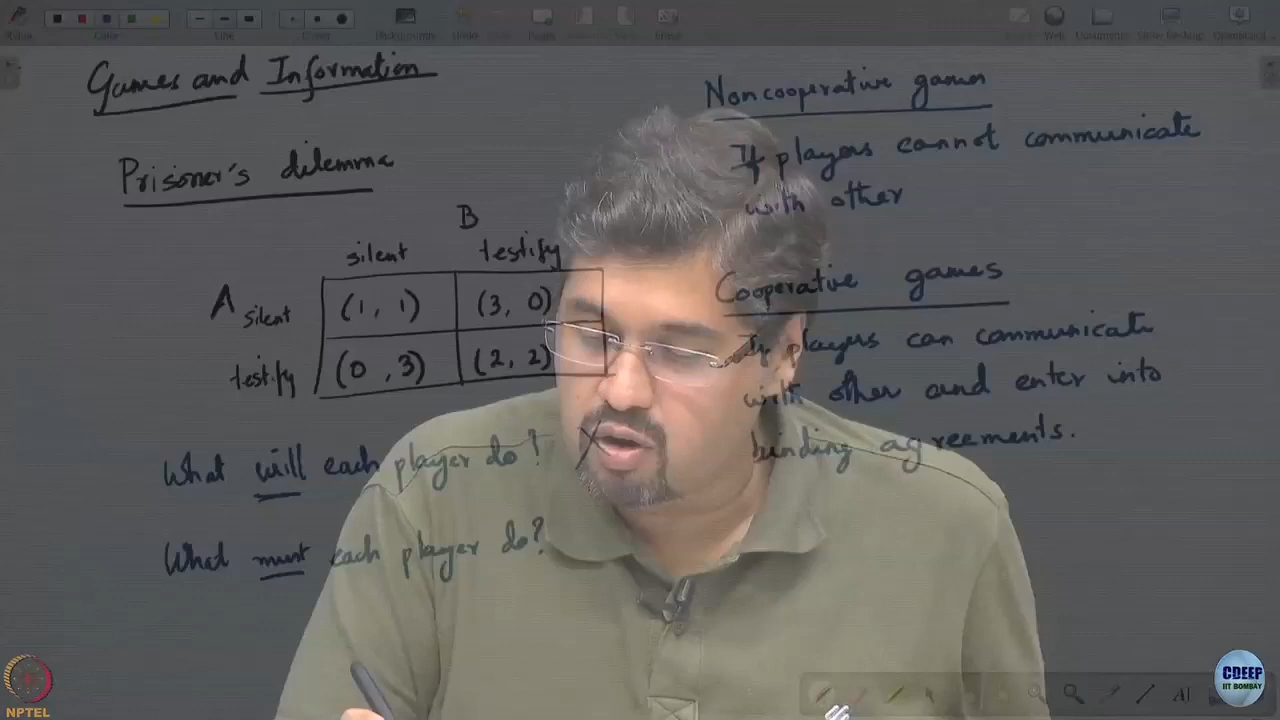 Games and Information
Prisoner's dilemma
B
silent testify
A silent (1, 1) (3, 0)
testify (0, 3) (2, 2)
What will each player do?
What must each player do?
Noncooperative games
If players cannot communicate
with other
Cooperative games
If players can communicate
with other and enter into
binding agreements.
NPTEL
CDEEP
IIT BOMBAY